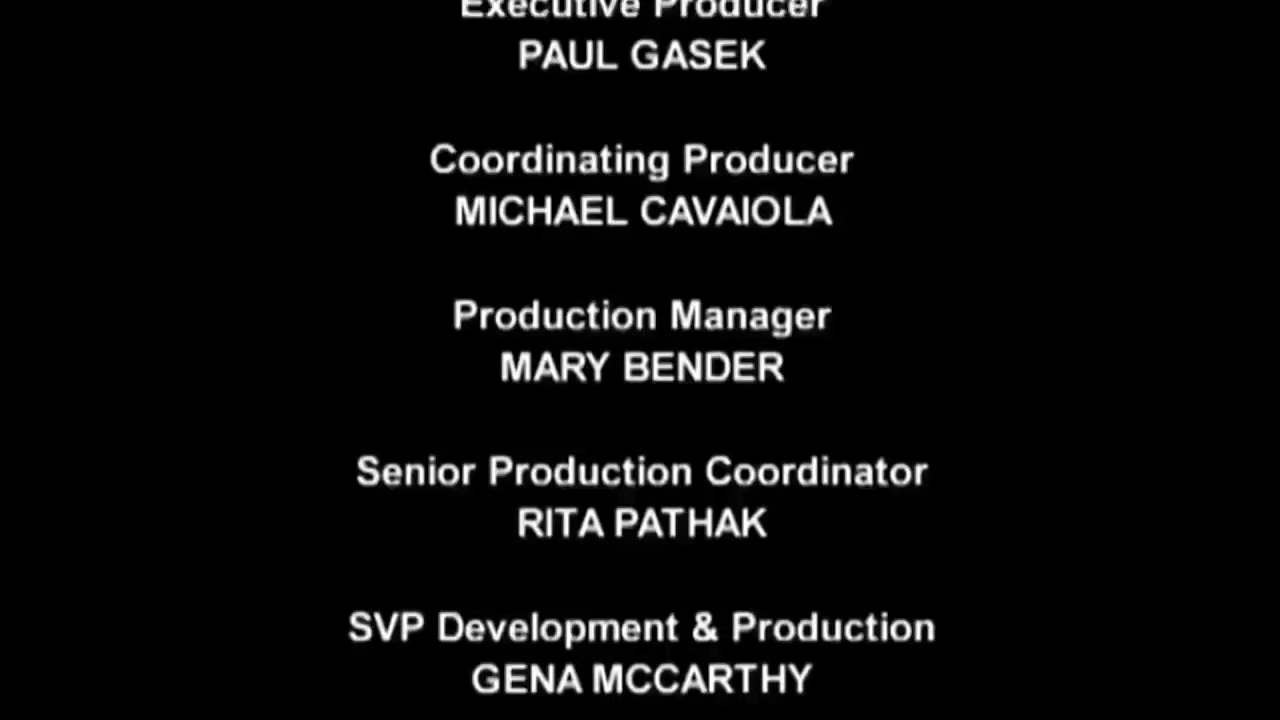 Executive Producer
PAUL GASEK
Coordinating Producer
MICHAEL CAVAIOLA
Production Manager
MARY BENDER
Senior Production Coordinator
RITA PATHAK
SVP Development & Production
GENA MCCARTHY